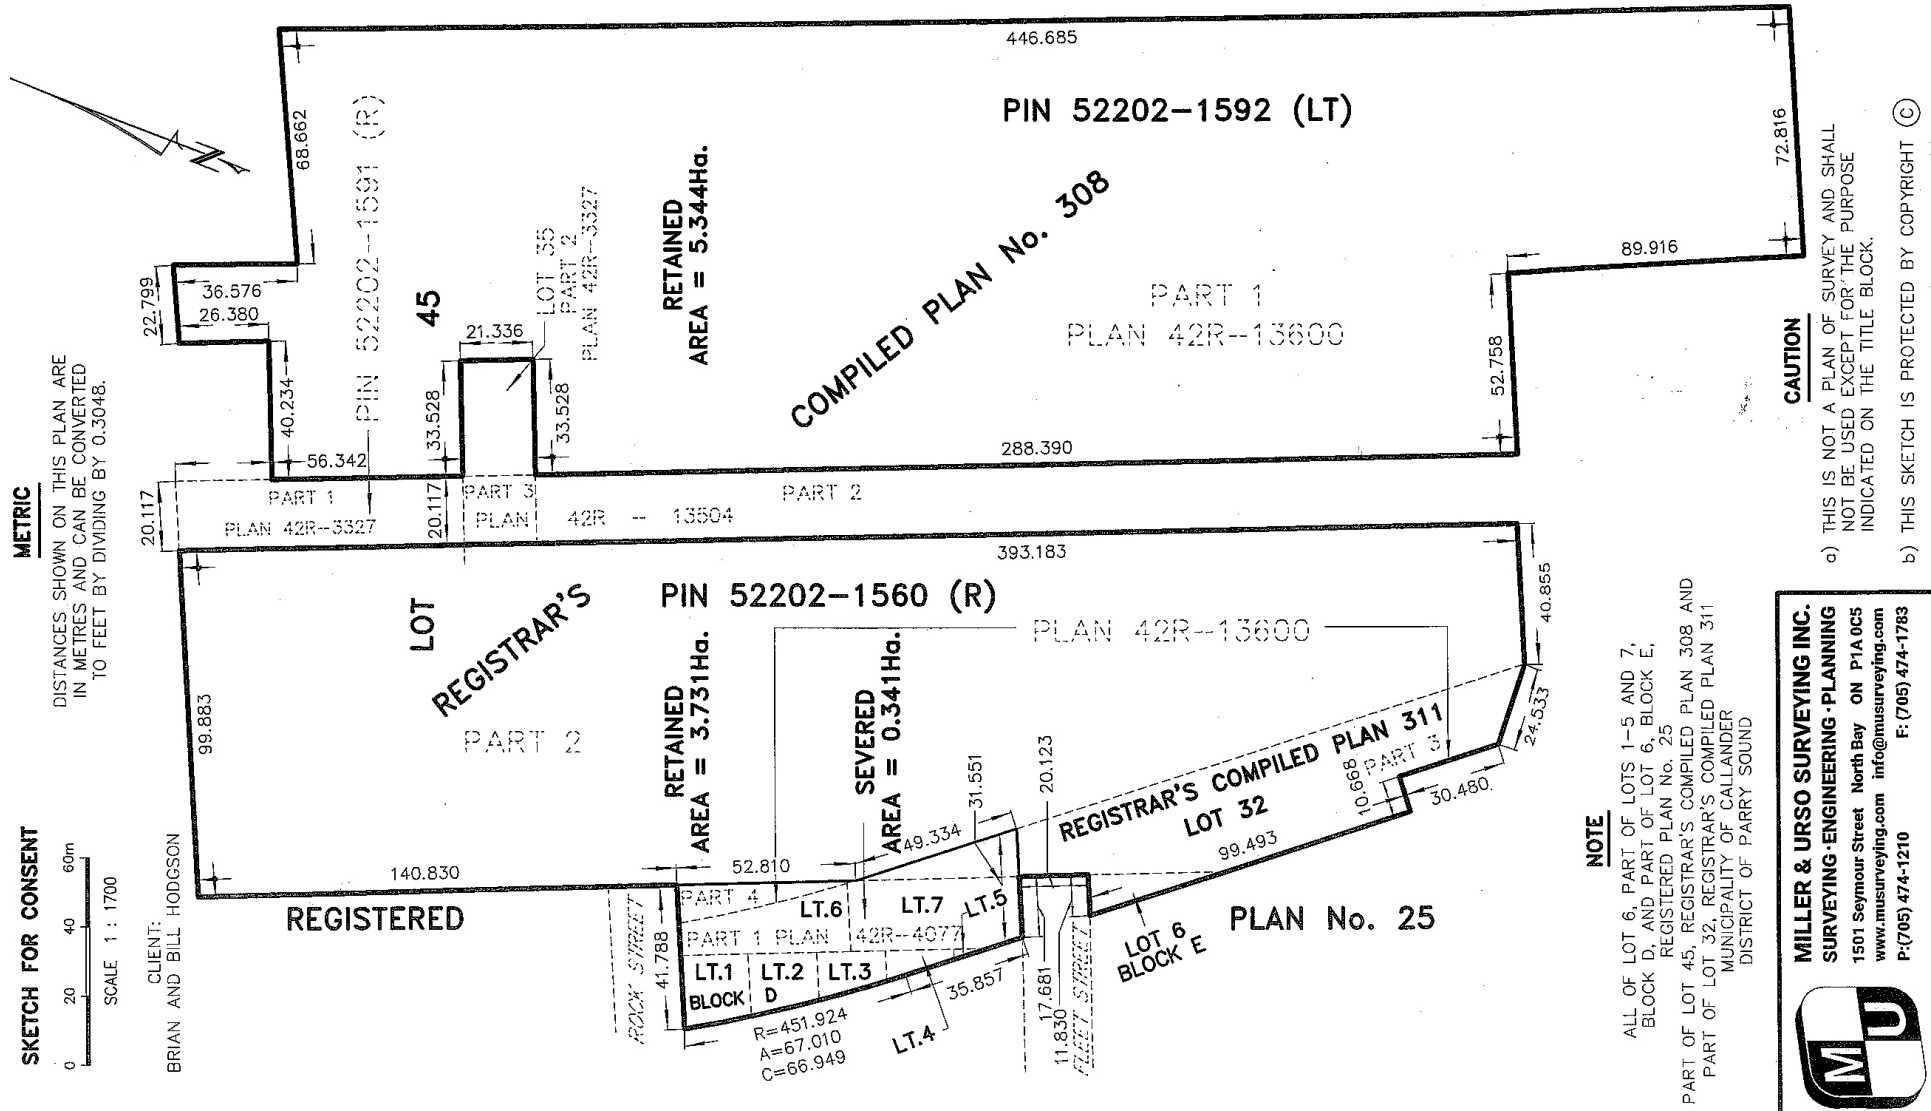 SKETCH FOR CONSENT
0 20 40 60m
SCALE 1 : 1700
CLIENT:
BRIAN AND BILL HODGSON
METRIC
DISTANCES SHOWN ON THIS PLAN ARE
IN METRES AND CAN BE CONVERTED
TO FEET BY DIVIDING BY 0.3048.
N
446.685
68.662
PIN 52202-1592 (LT)
72.816
PIN 52202-1591 (R)
36.576
22.799
26.380
40.234
45
21.336
LOT 35
PART 2
PLAN 42R--3327
RETAINED
AREA = 5.344Ha.
COMPILED PLAN No. 308
PART 1
PLAN 42R--13600
89.916
52.758
33.528
33.528
56.342
288.390
20.117
PART 1
PLAN 42R--3327
20.117
PART 3
PART 2
PLAN 42R -- 13504
393.183
PIN 52202-1560 (R)
PLAN 42R--13600
LOT
REGISTRAR'S
99.883
PART 2
RETAINED
AREA = 3.731Ha.
SEVERED
AREA = 0.341Ha.
40.855
24.533
REGISTRAR'S COMPILED PLAN 311
LOT 32
PART 3
10.668
30.480
99.493
31.551
20.123
49.334
52.810
140.830
REGISTERED
PLAN No. 25
ROCK STREET
41.788
PART 4
LT.6
LT.7
LT.5
PART 1 PLAN 42R-4077
LT.1
LT.2
LT.3
BLOCK D
LT.4
35.857
R=451.924
A=67.010
C=66.949
17.681
11.830
FLEET STREET
LOT 6
BLOCK E
NOTE
ALL OF LOT 6, PART OF LOTS 1-5 AND 7,
BLOCK D, AND PART OF LOT 6, BLOCK E,
REGISTERED PLAN No. 25
PART OF LOT 45, REGISTRAR'S COMPILED PLAN 308 AND
PART OF LOT 32, REGISTRAR'S COMPILED PLAN 311
MUNICIPALITY OF CALLANDER
DISTRICT OF PARRY SOUND
CAUTION
a) THIS IS NOT A PLAN OF SURVEY AND SHALL
NOT BE USED EXCEPT FOR THE PURPOSE
INDICATED ON THE TITLE BLOCK.
b) THIS SKETCH IS PROTECTED BY COPYRIGHT ©
MILLER & URSO SURVEYING INC.
SURVEYING·ENGINEERING·PLANNING
1501 Seymour Street North Bay ON P1A 0C5
www.musurveying.com info@musurveying.com
P:(705) 474-1210 F: (705) 474-1783
MU